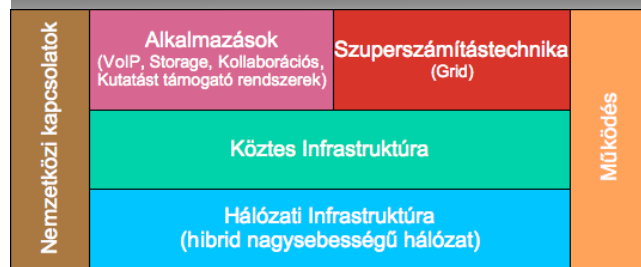 Nemzetközi kapcsolatok
Alkalmazások
(VoIP, Storage, Kollaborációs,
Kutatást támogató rendszerek)
Szuperszámítástechnika
(Grid)
Köztes Infrastruktúra
Hálózati Infrastruktúra
(hibrid nagysebességű hálózat)
Működés